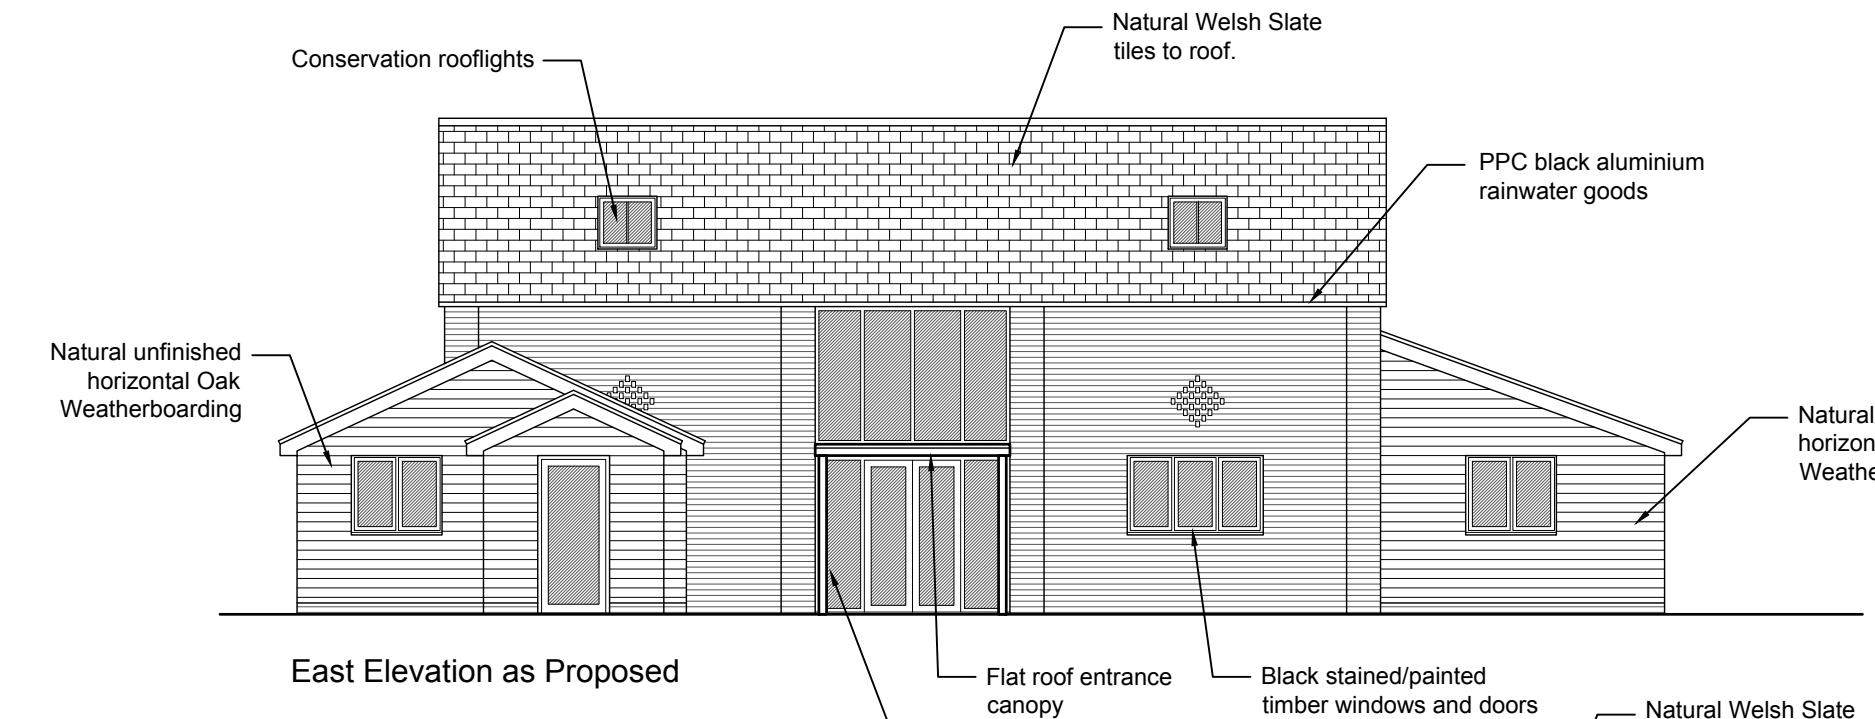 Natural Welsh Slate
tiles to roof.
Conservation rooflights
PPC black aluminium
rainwater goods
Natural unfinished
horizontal Oak
Weatherboarding
Natural
East Elevation as Proposed
Flat roof entrance
canopy
Black stained/painted
timber windows and doors
Natural Welsh Slate